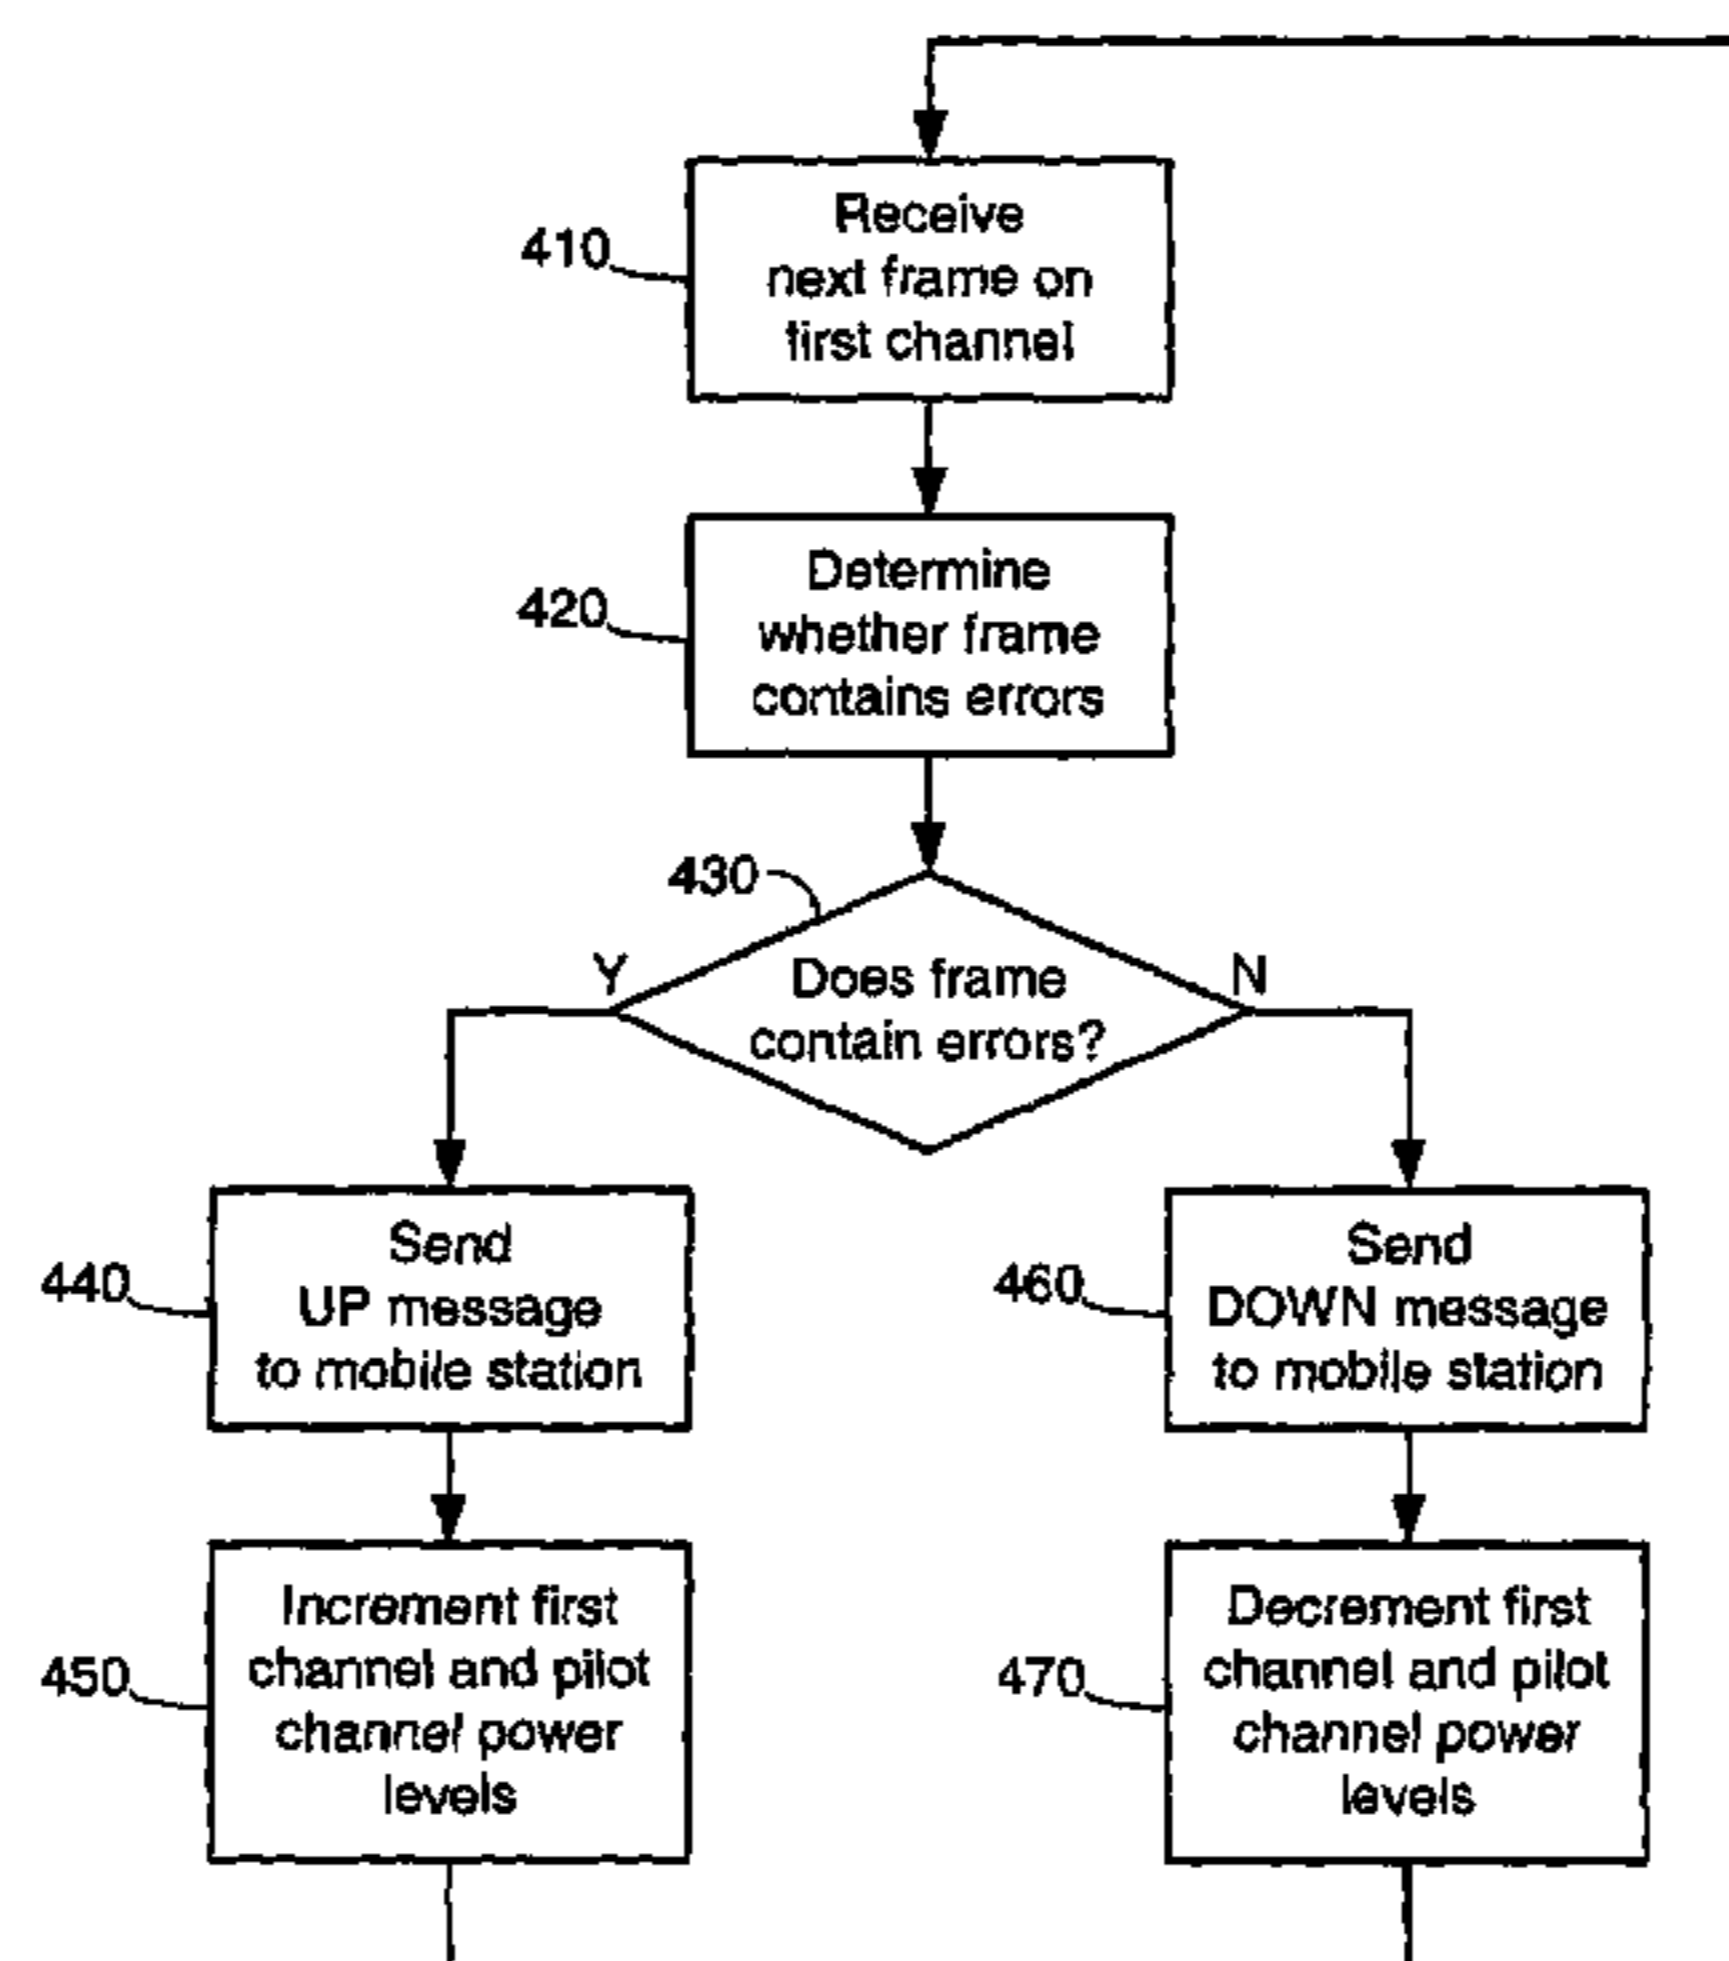 410
Receive
next frame on
first channel
420
Determine
whether frame
contains errors
430
Y
N
Does frame
contain errors?
440
Send
UP message
to mobile station
460
Send
DOWN message
to mobile station
450
Increment first
channel and pilot
channel power
levels
470
Decrement first
channel and pilot
channel power
levels